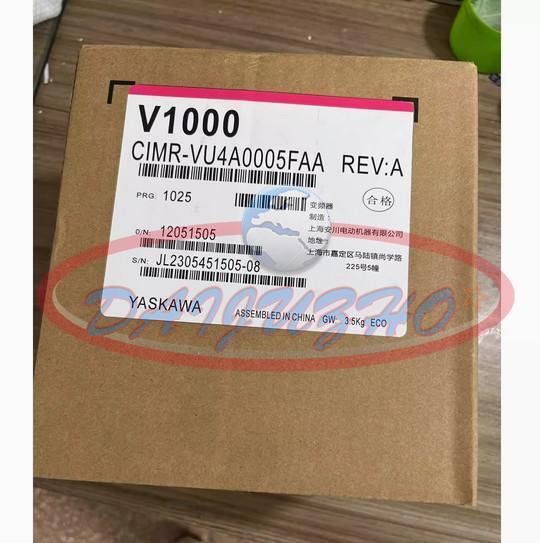 V1000
CIMR-VU4A0005FAA REV:A
PRG: 1025
变频器
合格
制造:
上海安川电动机器有限公司
O/N: 12051505
地址:
上海市嘉定区马陆镇尚学路
225号5幢
S/N: JL2305451505-08
YASKAWA
ASSEMBLED IN CHINA GW 3.5Kg ECO
DAIJUZHO